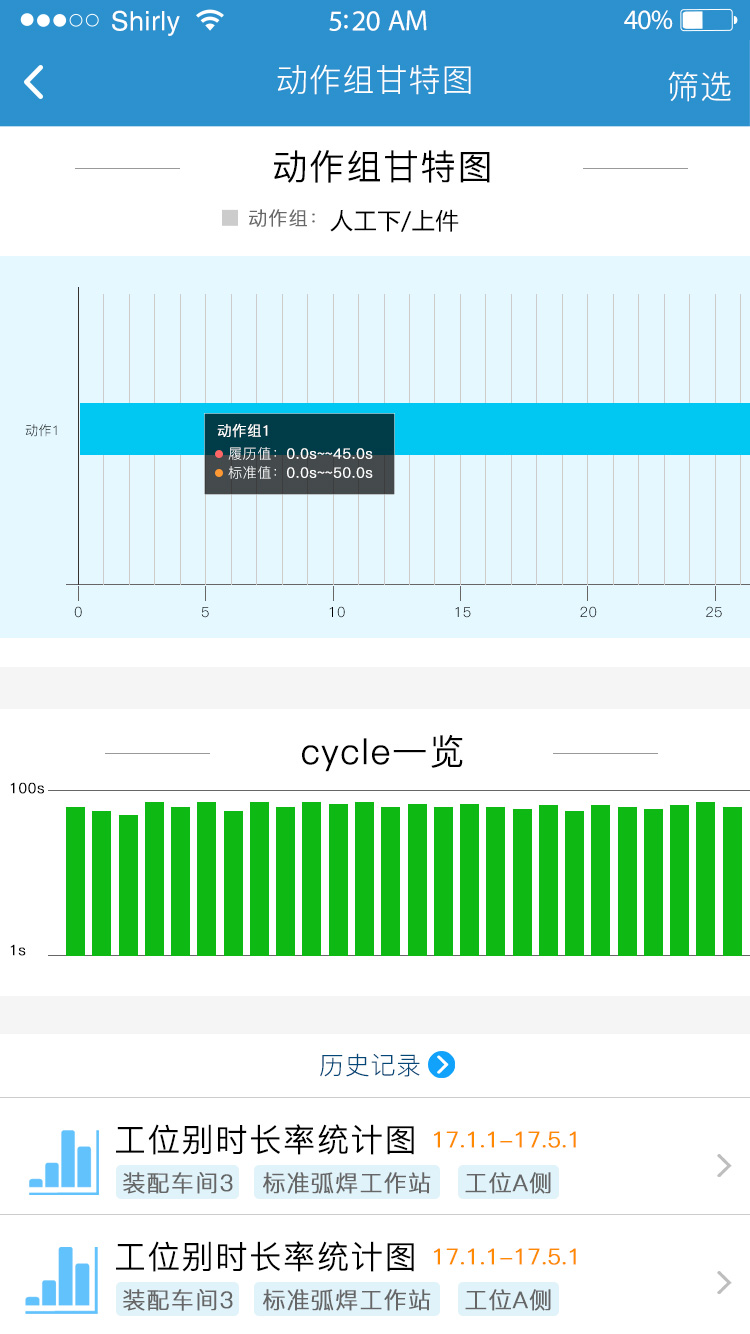 Shirly 5:20 AM 40%
动作组甘特图 筛选
动作组甘特图
动作组: 人工下/上件
动作1
动作组1
履历值: 0.0s~~45.0s
标准值: 0.0s~~50.0s
0 5 10 15 20 25
cycle一览
100s
1s
历史记录
工位别时长率统计图 17.1.1-17.5.1
装配车间3 标准弧焊工作站 工位A侧
工位别时长率统计图 17.1.1-17.5.1
装配车间3 标准弧焊工作站 工位A侧